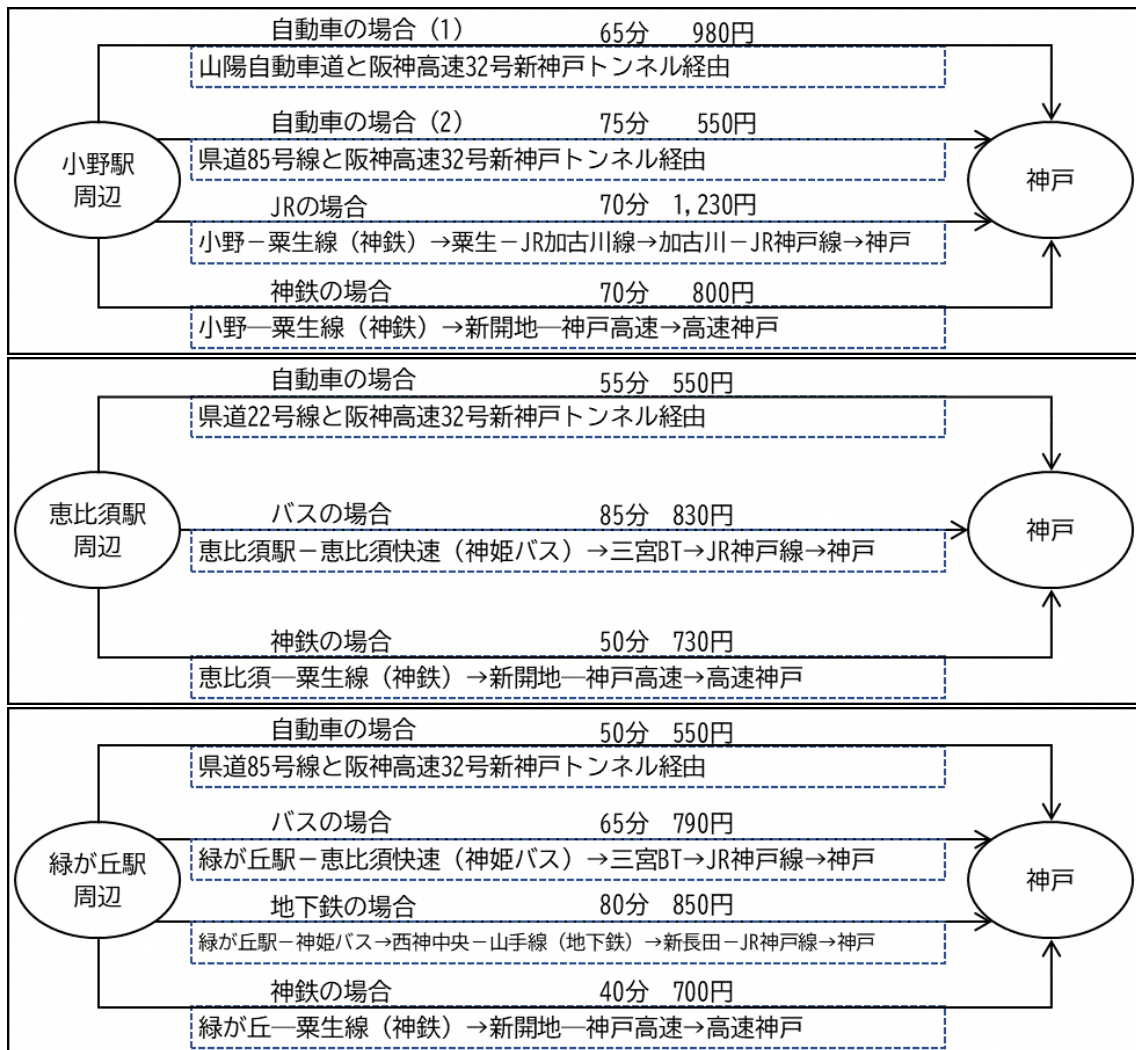 自動車の場合（1） 65分 980円
山陽自動車道と阪神高速32号新神戸トンネル経由
自動車の場合（2） 75分 550円
県道85号線と阪神高速32号新神戸トンネル経由
小野駅
周辺
神戸
JRの場合 70分 1,230円
小野－粟生線（神鉄）→粟生－JR加古川線→加古川－JR神戸線→神戸
神鉄の場合 70分 800円
小野―粟生線（神鉄）→新開地―神戸高速→高速神戸
自動車の場合 55分 550円
県道22号線と阪神高速32号新神戸トンネル経由
恵比須駅
周辺
神戸
バスの場合 85分 830円
恵比須駅－恵比須快速（神姫バス）→三宮BT→JR神戸線→神戸
神鉄の場合 50分 730円
恵比須―粟生線（神鉄）→新開地―神戸高速→高速神戸
自動車の場合 50分 550円
県道85号線と阪神高速32号新神戸トンネル経由
バスの場合 65分 790円
緑が丘駅－恵比須快速（神姫バス）→三宮BT→JR神戸線→神戸
緑が丘駅
周辺
神戸
地下鉄の場合 80分 850円
緑が丘駅－神姫バス→西神中央－山手線（地下鉄）→新長田－JR神戸線→神戸
神鉄の場合 40分 700円
緑が丘―粟生線（神鉄）→新開地―神戸高速→高速神戸